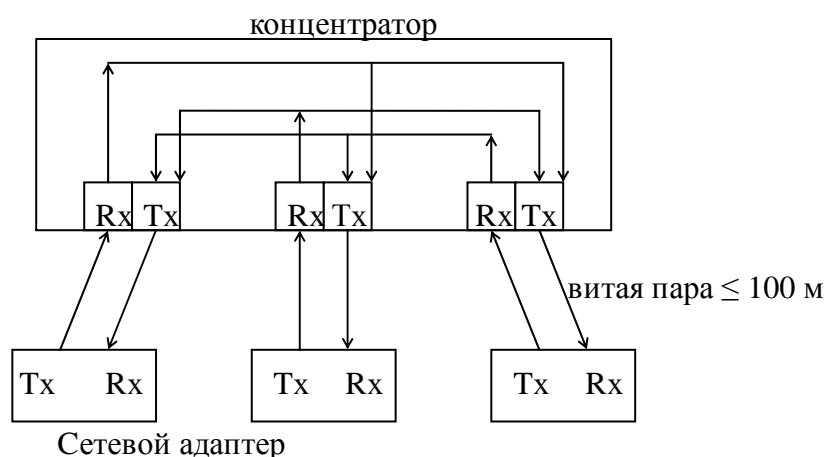 концентратор
Rx Tx Rx Tx Rx Tx
витая пара ≤ 100 м
Tx Rx Tx Rx Tx Rx
Сетевой адаптер